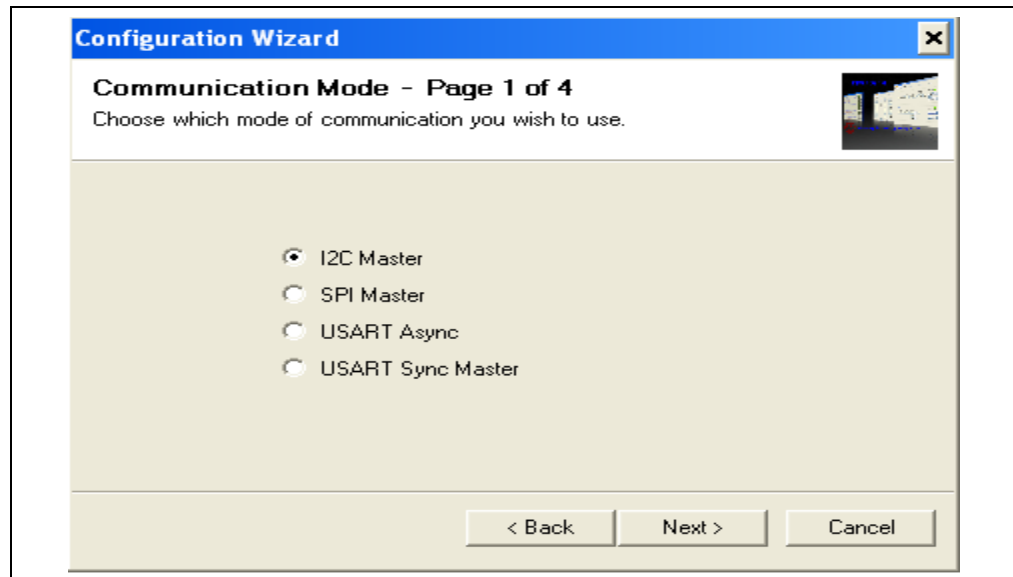 Configuration Wizard
Communication Mode - Page 1 of 4
Choose which mode of communication you wish to use.
I2C Master
SPI Master
USART Async
USART Sync Master
< Back
Next >
Cancel